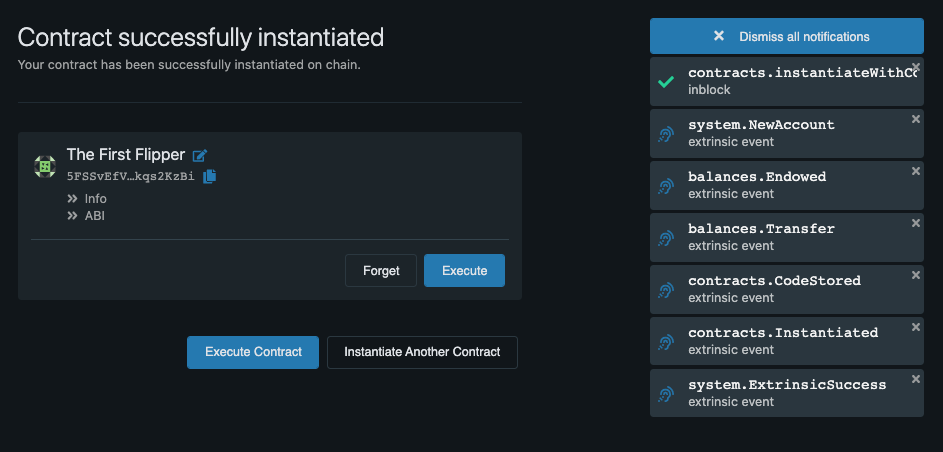 Contract successfully instantiated
Your contract has been successfully instantiated on chain.
The First Flipper
5FSSvEfV…kqs2KzBi
Info
ABI
Forget
Execute
Execute Contract
Instantiate Another Contract
Dismiss all notifications
contracts.instantiateWithCo
inblock
system.NewAccount
extrinsic event
balances.Endowed
extrinsic event
balances.Transfer
extrinsic event
contracts.CodeStored
extrinsic event
contracts.Instantiated
extrinsic event
system.ExtrinsicSuccess
extrinsic event